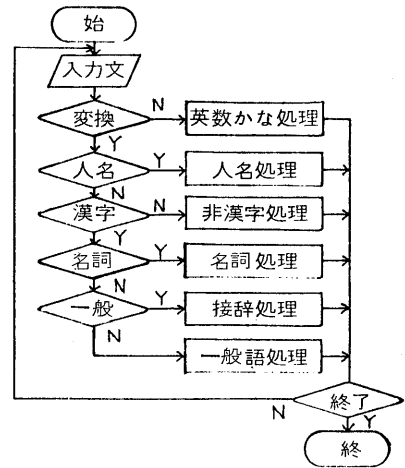 始
入力文
変換 N 英数かな処理
Y
人名 Y 人名処理
N
漢字 N 非漢字処理
Y
名詞 Y 名詞処理
N
一般 Y 接辞処理
N
一般語処理
終了
N Y
終